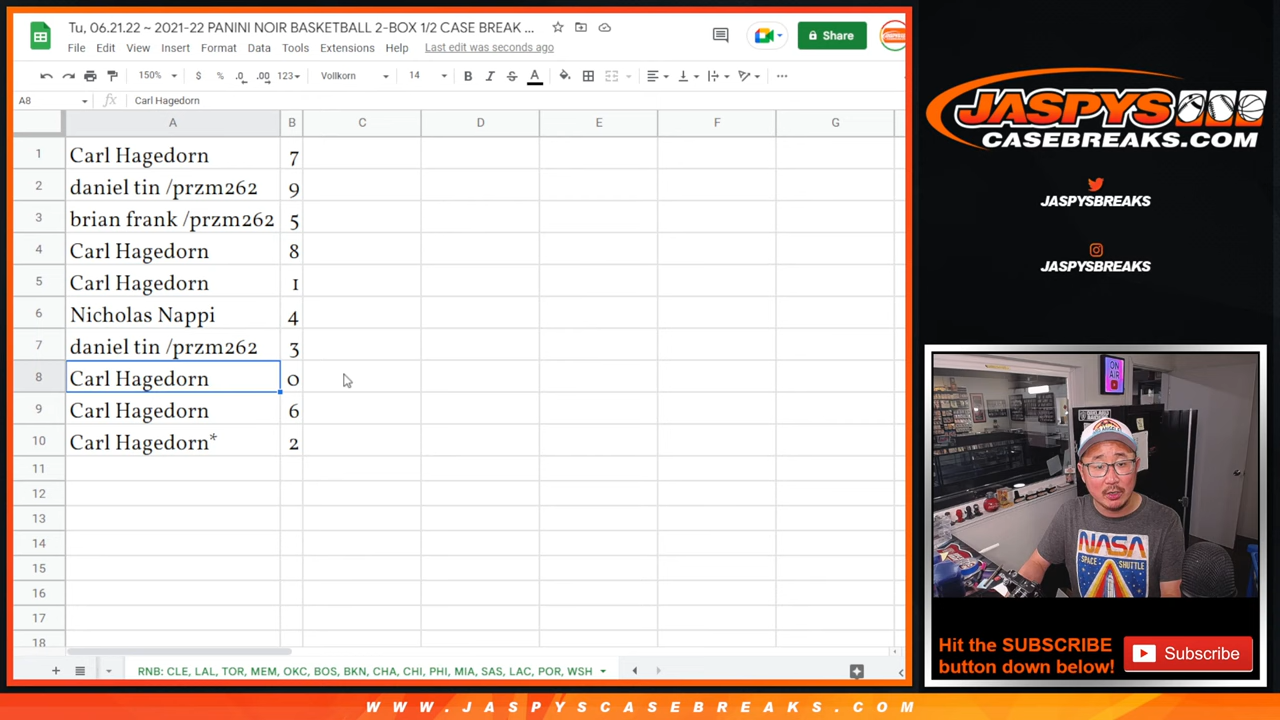 Tu, 06.21.22 ~ 2021-22 PANINI NOIR BASKETBALL 2-BOX 1/2 CASE BREAK ...
File Edit View Insert Format Data Tools Extensions Help Last edit was seconds ago
Share
150% $ % .0 .00 123 Vollkorn 14 B I S A
A8 fx Carl Hagedorn
A B C D E F G
1 Carl Hagedorn 7
2 daniel tin /przm262 9
3 brian frank /przm262 5
4 Carl Hagedorn 8
5 Carl Hagedorn 1
6 Nicholas Nappi 4
7 daniel tin /przm262 3
8 Carl Hagedorn 0
9 Carl Hagedorn 6
10 Carl Hagedorn* 2
11
12
13
14
15
16
17
18
RNB: CLE, LAL, TOR, MEM, OKC, BOS, BKN, CHA, CHI, PHI, MIA, SAS, LAC, POR, WSH
JASPYS
CASEBREAKS.COM
JASPYSBREAKS
JASPYSBREAKS
ON AIR
NASA
SPACE SHUTTLE
Hit the SUBSCRIBE
button down below!
Subscribe
WWW.JASPYSCASEBREAKS.COM